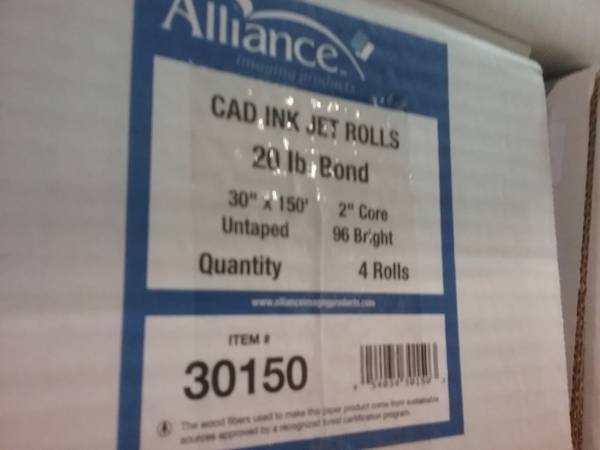 Alliance
imaging products
CAD INK JET ROLLS
20 lb. Bond
30" x 150' 2" Core
Untaped 96 Bright
Quantity 4 Rolls
www.allianceimagingproducts.com
ITEM #
30150
The wood fibers used to make this paper product come from sustainable
sources approved by a recognized forest certification program.